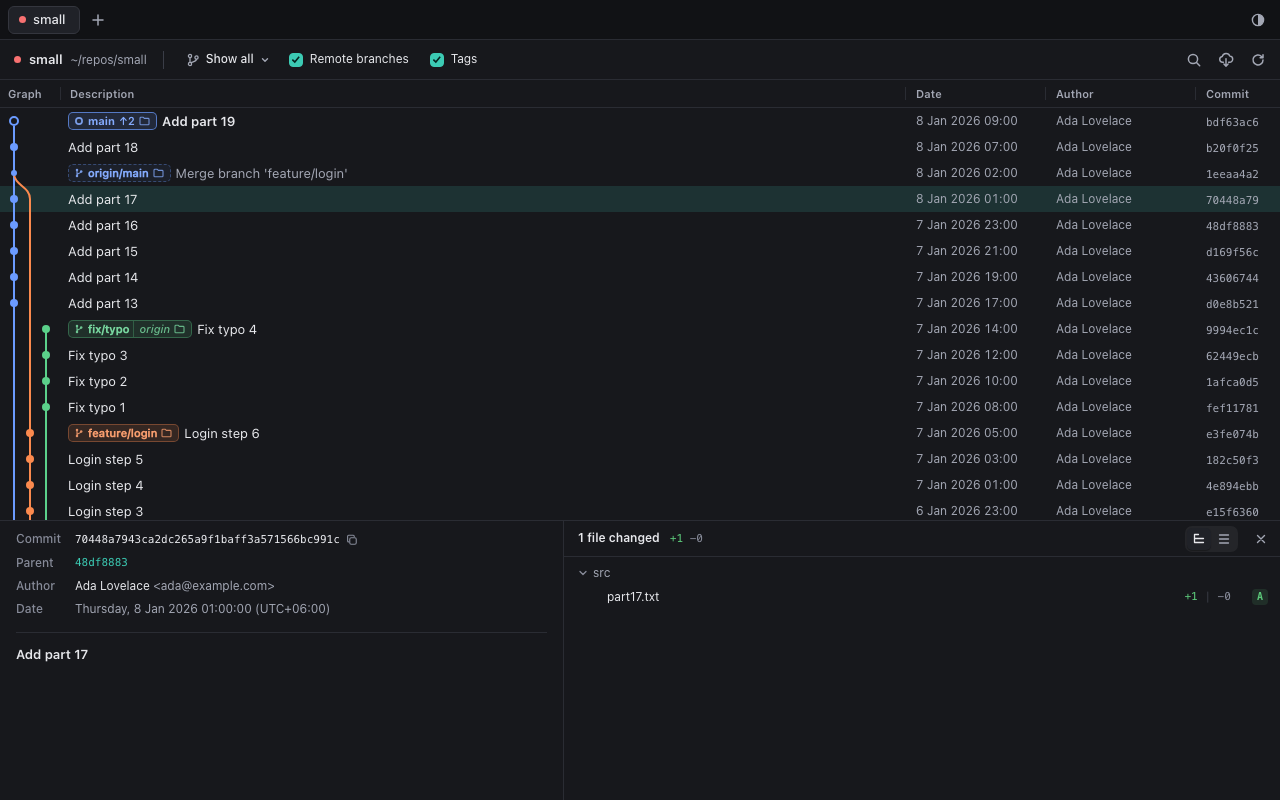 small
small ~/repos/small Show all Remote branches Tags
Graph Description Date Author Commit
main ↑2 Add part 19 8 Jan 2026 09:00 Ada Lovelace bdf63ac6
Add part 18 8 Jan 2026 07:00 Ada Lovelace b20f0f25
origin/main Merge branch 'feature/login' 8 Jan 2026 02:00 Ada Lovelace 1eeaa4a2
Add part 17 8 Jan 2026 01:00 Ada Lovelace 70448a79
Add part 16 7 Jan 2026 23:00 Ada Lovelace 48df8883
Add part 15 7 Jan 2026 21:00 Ada Lovelace d169f56c
Add part 14 7 Jan 2026 19:00 Ada Lovelace 43606744
Add part 13 7 Jan 2026 17:00 Ada Lovelace d0e8b521
fix/typo origin Fix typo 4 7 Jan 2026 14:00 Ada Lovelace 9994ec1c
Fix typo 3 7 Jan 2026 12:00 Ada Lovelace 62449ecb
Fix typo 2 7 Jan 2026 10:00 Ada Lovelace 1afca0d5
Fix typo 1 7 Jan 2026 08:00 Ada Lovelace fef11781
feature/login Login step 6 7 Jan 2026 05:00 Ada Lovelace e3fe074b
Login step 5 7 Jan 2026 03:00 Ada Lovelace 182c50f3
Login step 4 7 Jan 2026 01:00 Ada Lovelace 4e894ebb
Login step 3 6 Jan 2026 23:00 Ada Lovelace e15f6360
Commit 70448a7943ca2dc265a9f1baff3a571566bc991c
Parent 48df8883
Author Ada Lovelace <ada@example.com>
Date Thursday, 8 Jan 2026 01:00:00 (UTC+06:00)
Add part 17
1 file changed +1 −0
src
part17.txt +1 | −0 A